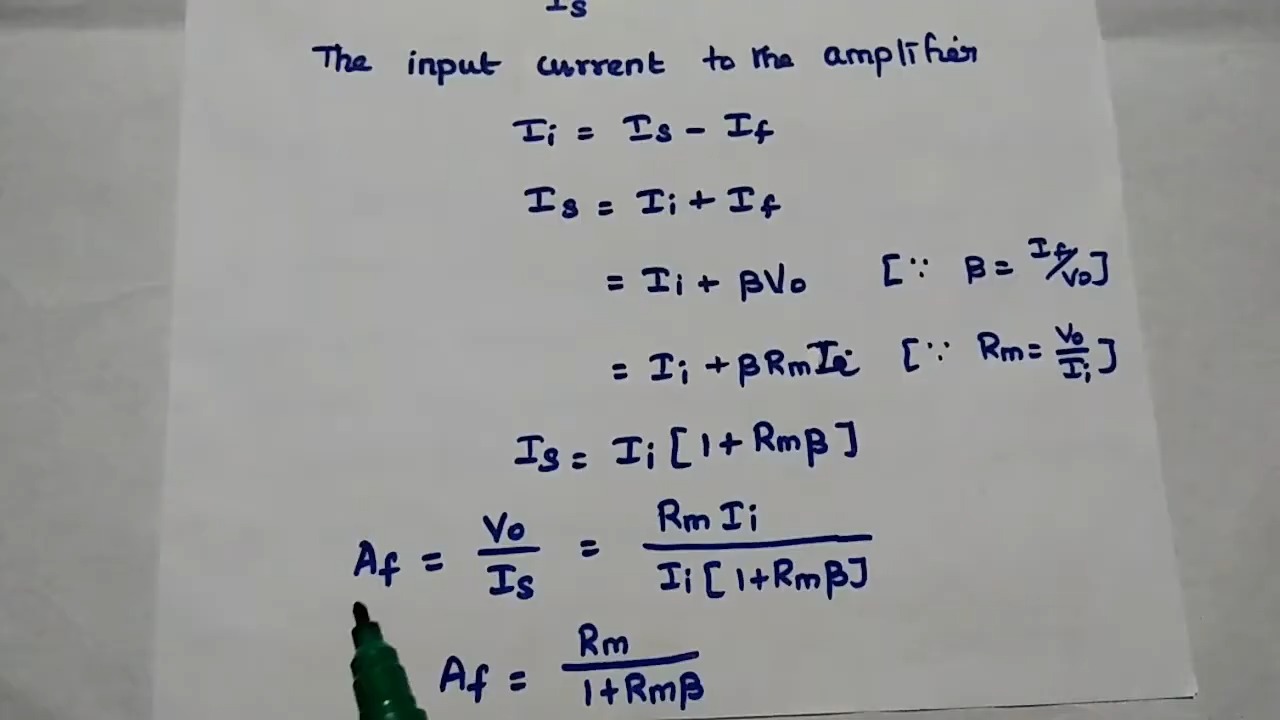 Is
The input current to the amplifier
Ii = Is - If
Is = Ii + If
= Ii + βVo [∵ β = If/Vo]
= Ii + βRmIi [∵ Rm = Vo/Ii]
Is = Ii [1 + Rmβ]
Af = Vo/Is = RmIi/Ii[1+Rmβ]
Af = Rm/1+Rmβ